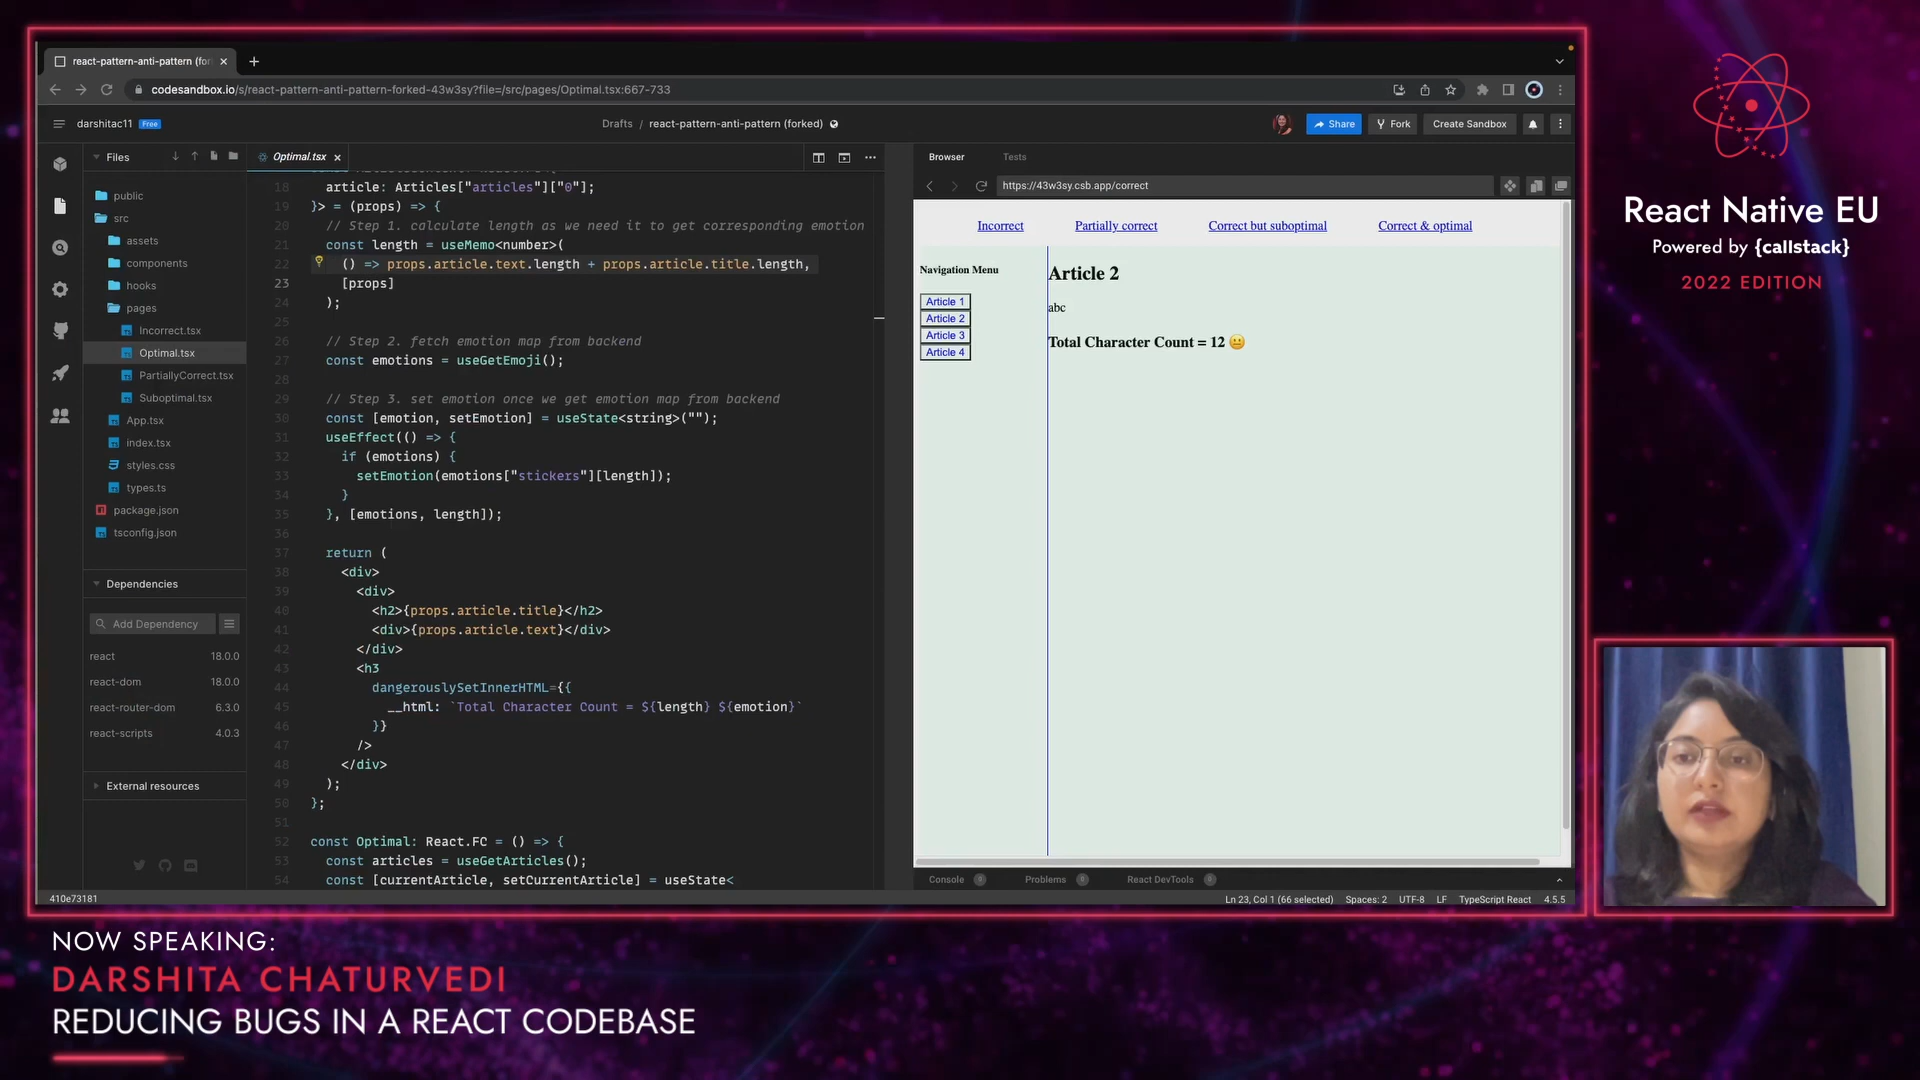 react-pattern-anti-pattern (for
codesandbox.io/s/react-pattern-anti-pattern-forked-43w3sy?file=/src/pages/Optimal.tsx:667-733
darshitac11 Free
Drafts / react-pattern-anti-pattern (forked)
Share
Fork
Create Sandbox
Files
public
src
assets
components
hooks
pages
Incorrect.tsx
Optimal.tsx
PartiallyCorrect.tsx
Suboptimal.tsx
App.tsx
index.tsx
styles.css
types.ts
package.json
tsconfig.json
Dependencies
Add Dependency
react 18.0.0
react-dom 18.0.0
react-router-dom 6.3.0
react-scripts 4.0.3
External resources
410e73181
Optimal.tsx
18 article: Articles["articles"]["0"];
19 }> = (props) => {
20 // Step 1. calculate length as we need it to get corresponding emotion
21 const length = useMemo<number>(
22 () => props.article.text.length + props.article.title.length,
23 [props]
24 );
25
26 // Step 2. fetch emotion map from backend
27 const emotions = useGetEmoji();
28
29 // Step 3. set emotion once we get emotion map from backend
30 const [emotion, setEmotion] = useState<string>("");
31 useEffect(() => {
32 if (emotions) {
33 setEmotion(emotions["stickers"][length]);
34 }
35 }, [emotions, length]);
36
37 return (
38 <div>
39 <div>
40 <h2>{props.article.title}</h2>
41 <div>{props.article.text}</div>
42 </div>
43 <h3
44 dangerouslySetInnerHTML={{
45 __html: `Total Character Count = ${length} ${emotion}`
46 }}
47 />
48 </div>
49 );
50 };
51
52 const Optimal: React.FC = () => {
53 const articles = useGetArticles();
54 const [currentArticle, setCurrentArticle] = useState<
Browser
Tests
https://43w3sy.csb.app/correct
Incorrect
Partially correct
Correct but suboptimal
Correct & optimal
Navigation Menu
Article 1
Article 2
Article 3
Article 4
Article 2
abc
Total Character Count = 12 😐
Console 0
Problems 0
React DevTools 0
Ln 23, Col 1 (66 selected) Spaces: 2 UTF-8 LF TypeScript React 4.5.5
React Native EU
Powered by {callstack}
2022 EDITION
NOW SPEAKING:
DARSHITA CHATURVEDI
REDUCING BUGS IN A REACT CODEBASE